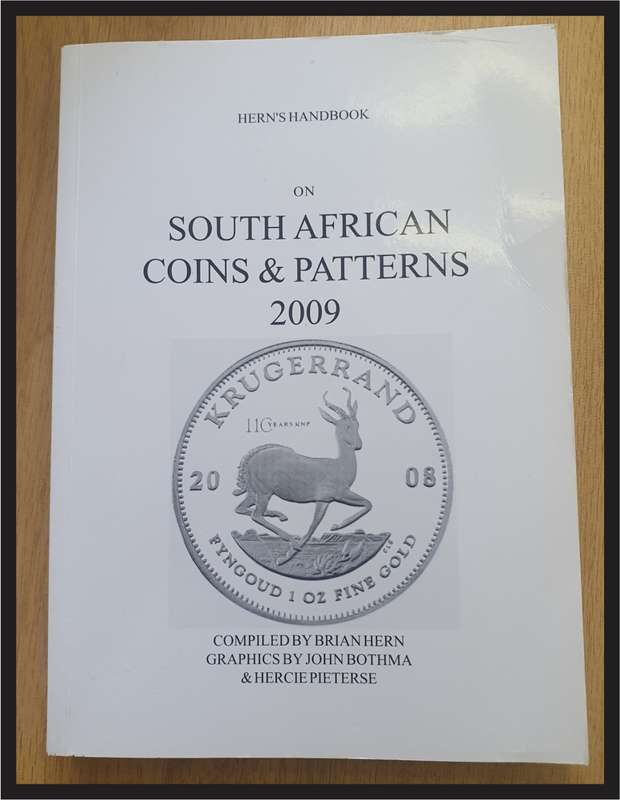 HERN'S HANDBOOK
ON
SOUTH AFRICAN
COINS & PATTERNS
2009
KRUGERRAND
110 YEARS KNP
20 08
CLS
FYNGOUD 1 OZ FINE GOLD
COMPILED BY BRIAN HERN
GRAPHICS BY JOHN BOTHMA
& HERCIE PIETERSE